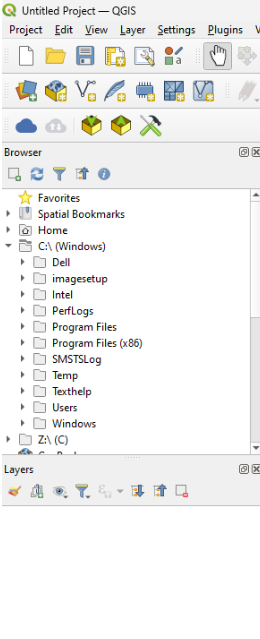 Untitled Project — QGIS
Project Edit View Layer Settings Plugins
Browser
Favorites
Spatial Bookmarks
Home
C:\ (Windows)
Dell
imagesetup
Intel
PerfLogs
Program Files
Program Files (x86)
SMSTSLog
Temp
Texthelp
Users
Windows
Z:\ (C)
Layers